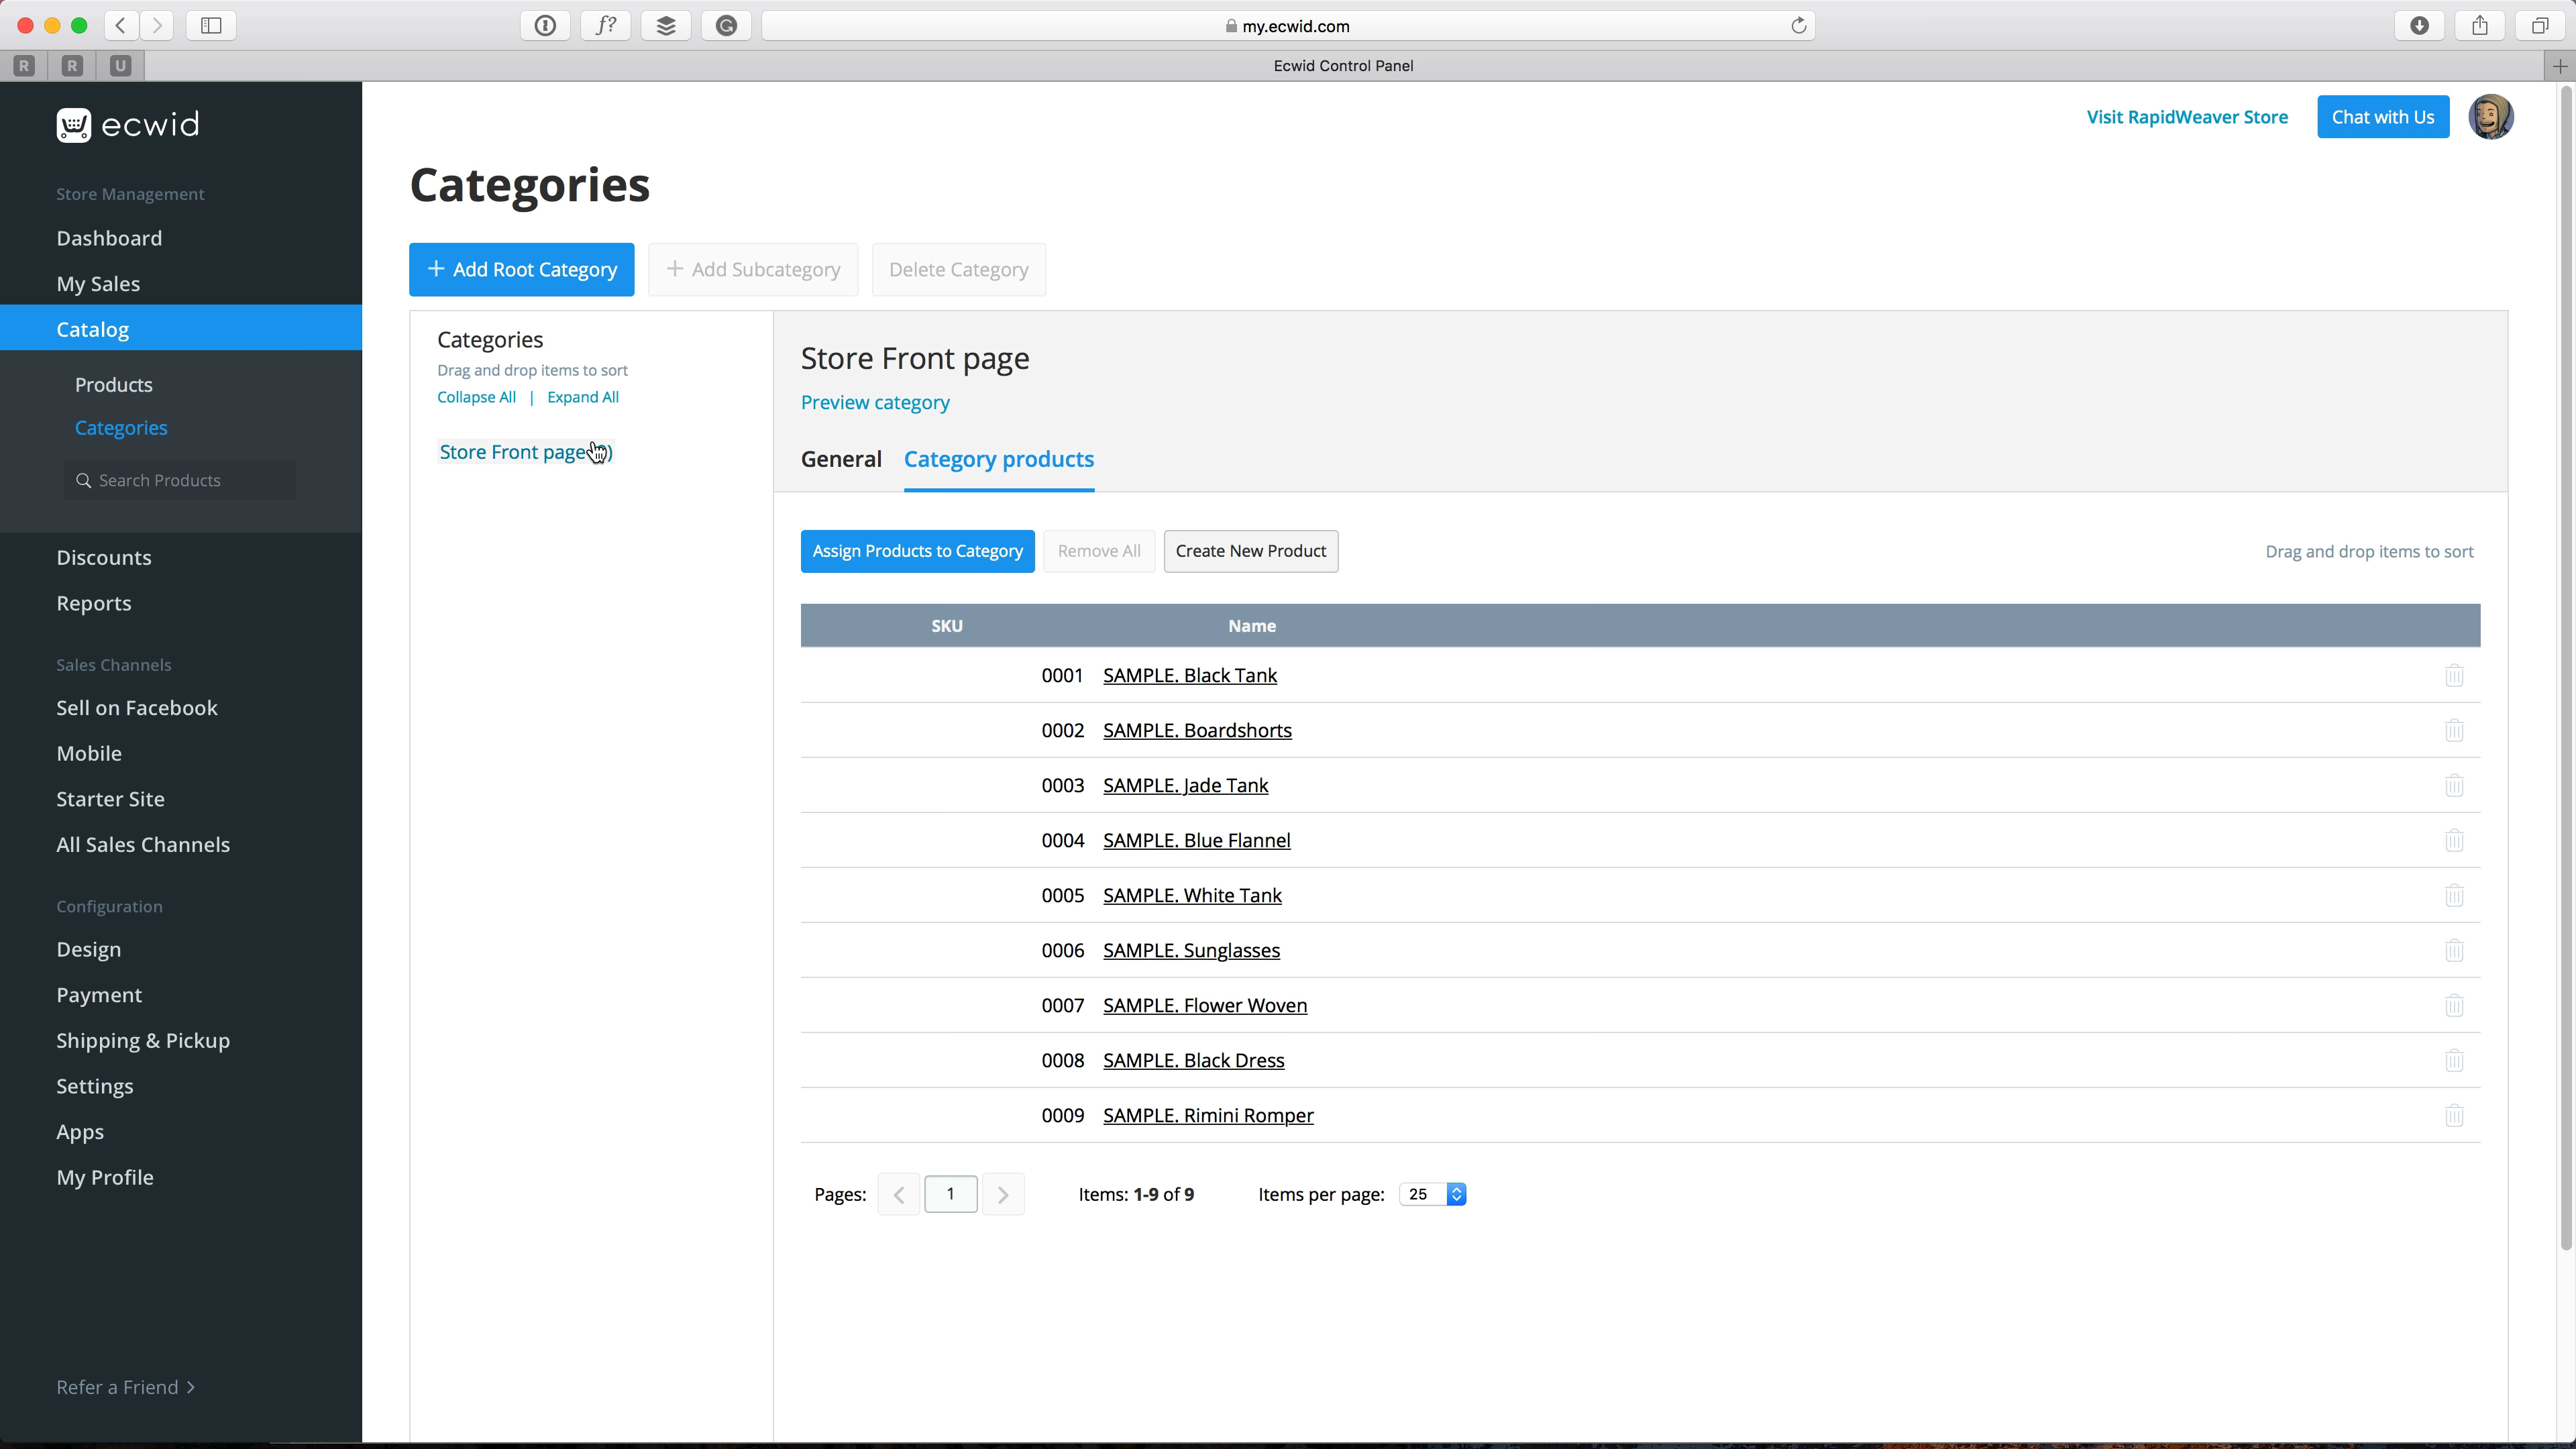 my.ecwid.com
R
R
U
Ecwid Control Panel
ecwid
Store Management
Dashboard
My Sales
Catalog
Products
Categories
Search Products
Discounts
Reports
Sales Channels
Sell on Facebook
Mobile
Starter Site
All Sales Channels
Configuration
Design
Payment
Shipping & Pickup
Settings
Apps
My Profile
Refer a Friend >
Visit RapidWeaver Store
Chat with Us
Categories
+ Add Root Category
+ Add Subcategory
Delete Category
Categories
Drag and drop items to sort
Collapse All | Expand All
Store Front page
Store Front page
Preview category
General
Category products
Assign Products to Category
Remove All
Create New Product
Drag and drop items to sort
SKU Name
0001 SAMPLE. Black Tank
0002 SAMPLE. Boardshorts
0003 SAMPLE. Jade Tank
0004 SAMPLE. Blue Flannel
0005 SAMPLE. White Tank
0006 SAMPLE. Sunglasses
0007 SAMPLE. Flower Woven
0008 SAMPLE. Black Dress
0009 SAMPLE. Rimini Romper
Pages: < 1 > Items: 1-9 of 9 Items per page: 25